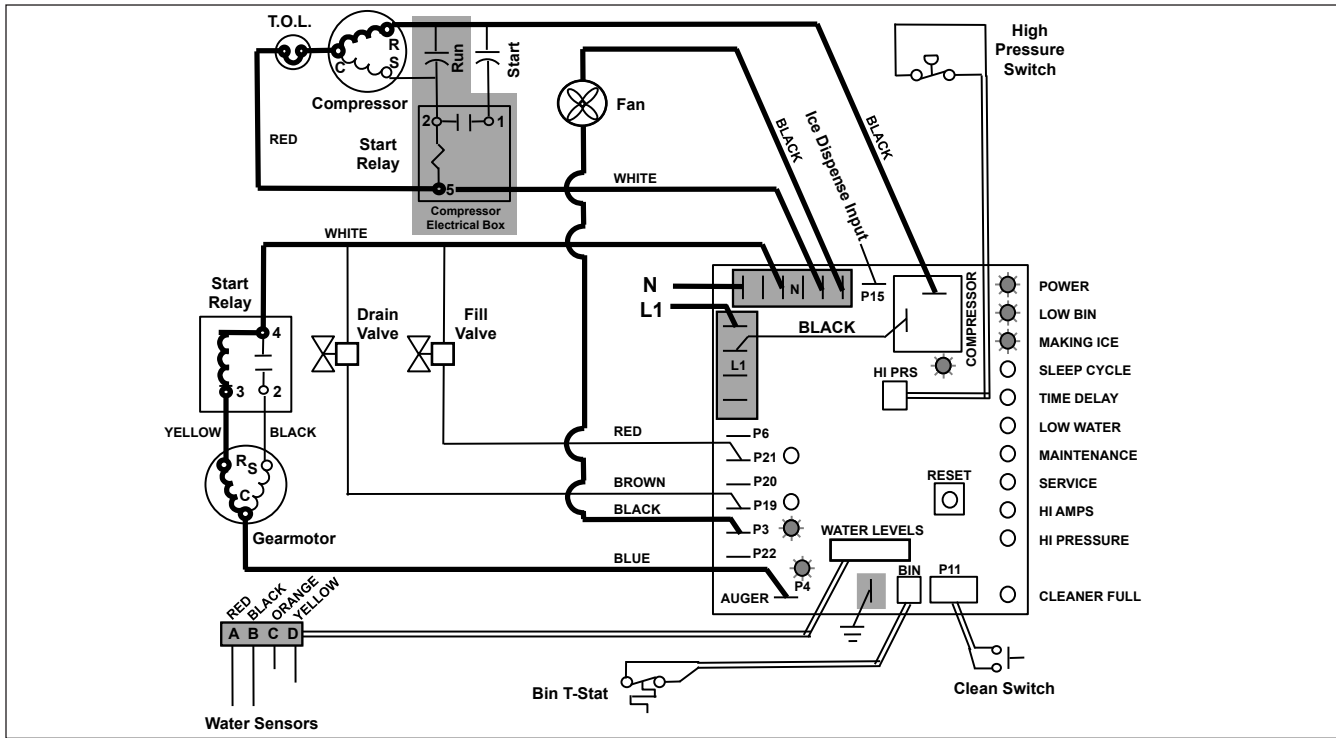 T.O.L.
R
C
S
Compressor
Run
Start
2
1
Start
Relay
5
Compressor
Electrical Box
RED
WHITE
Fan
BLACK
Ice Dispense Input
BLACK
High
Pressure
Switch
WHITE
Start
Relay
4
3
2
YELLOW
BLACK
R
S
C
Gearmotor
Drain
Valve
Fill
Valve
N
L1
N
P15
BLACK
L1
COMPRESSOR
HI PRS
POWER
LOW BIN
MAKING ICE
SLEEP CYCLE
TIME DELAY
LOW WATER
MAINTENANCE
SERVICE
HI AMPS
HI PRESSURE
CLEANER FULL
RED
P6
P21
P20
BROWN
P19
BLACK
P3
P22
BLUE
P4
AUGER
RESET
WATER LEVELS
BIN
P11
RED
BLACK
ORANGE
YELLOW
A B C D
Water Sensors
Bin T-Stat
Clean Switch